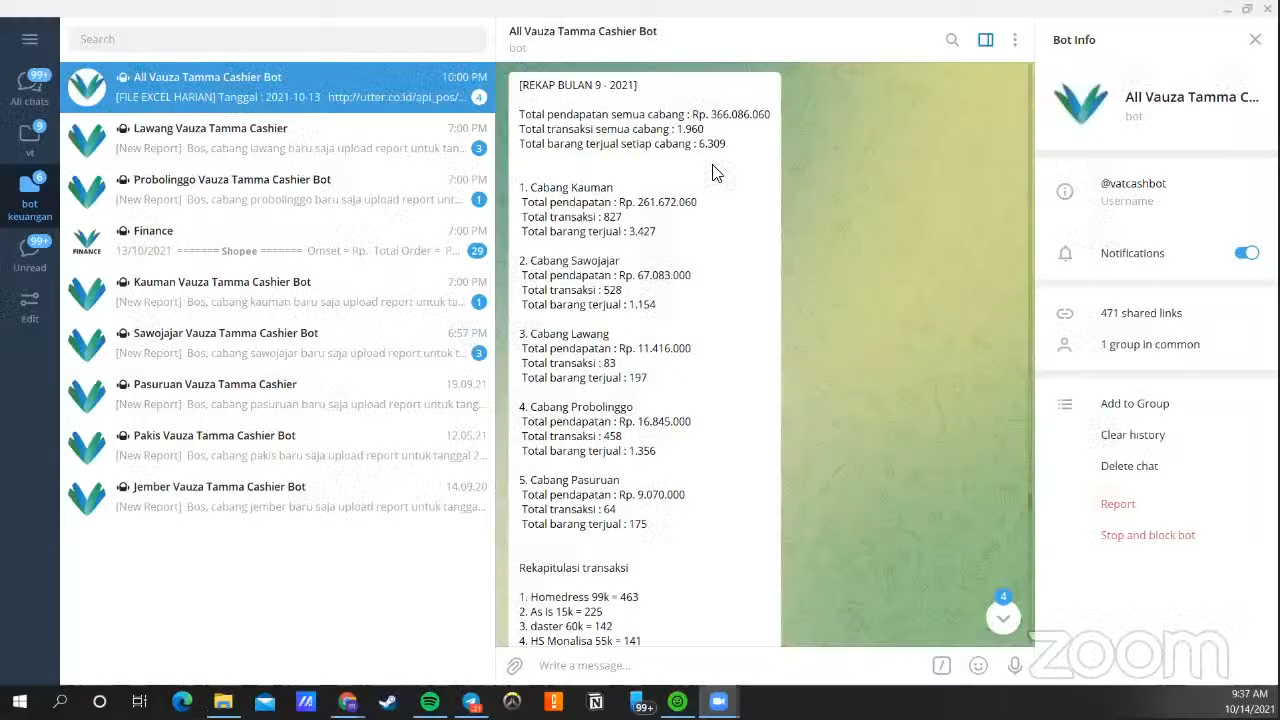 Search
All chats
99+
9
vt
6
bot
keuangan
99+
Unread
Edit
All Vauza Tamma Cashier Bot
10:00 PM
[FILE EXCEL HARIAN] Tanggal : 2021-10-13 http://utter.co.id/api_pos/...
4
Lawang Vauza Tamma Cashier
7:00 PM
[New Report] Bos, cabang lawang baru saja upload report untuk tan...
3
Probolinggo Vauza Tamma Cashier Bot
7:00 PM
[New Report] Bos, cabang probolinggo baru saja upload report unt...
1
FINANCE
Finance
7:00 PM
13/10/2021 ======= Shopee ======= Omset = Rp. Total Order = P...
29
Kauman Vauza Tamma Cashier Bot
7:00 PM
[New Report] Bos, cabang kauman baru saja upload report untuk ta...
1
Sawojajar Vauza Tamma Cashier Bot
6:57 PM
[New Report] Bos, cabang sawojajar baru saja upload report untuk t...
3
Pasuruan Vauza Tamma Cashier
19.09.21
[New Report] Bos, cabang pasuruan baru saja upload report untuk tang...
Pakis Vauza Tamma Cashier Bot
12.05.21
[New Report] Bos, cabang pakis baru saja upload report untuk tanggal 2...
Jember Vauza Tamma Cashier Bot
14.09.20
[New Report] Bos, cabang jember baru saja upload report untuk tangga...
All Vauza Tamma Cashier Bot
bot
[REKAP BULAN 9 - 2021]
Total pendapatan semua cabang : Rp. 366.086.060
Total transaksi semua cabang : 1.960
Total barang terjual setiap cabang : 6.309
1. Cabang Kauman
Total pendapatan : Rp. 261.672.060
Total transaksi : 827
Total barang terjual : 3.427
2. Cabang Sawojajar
Total pendapatan : Rp. 67.083.000
Total transaksi : 528
Total barang terjual : 1.154
3. Cabang Lawang
Total pendapatan : Rp. 11.416.000
Total transaksi : 83
Total barang terjual : 197
4. Cabang Probolinggo
Total pendapatan : Rp. 16.845.000
Total transaksi : 458
Total barang terjual : 1.356
5. Cabang Pasuruan
Total pendapatan : Rp. 9.070.000
Total transaksi : 64
Total barang terjual : 175
Rekapitulasi transaksi
1. Homedress 99k = 463
2. As Is 15k = 225
3. daster 60k = 142
4. HS Monalisa 55k = 141
4
Write a message...
Bot Info
All Vauza Tamma C...
bot
@vatcashbot
Username
Notifications
471 shared links
1 group in common
Add to Group
Clear history
Delete chat
Report
Stop and block bot
zoom
99+
9:37 AM
10/14/2021